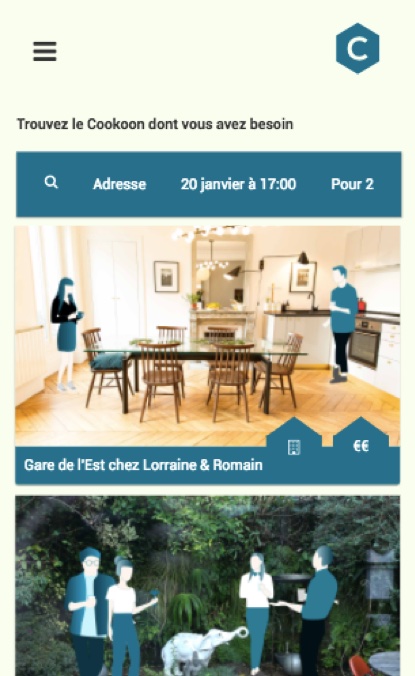 C
Trouvez le Cookoon dont vous avez besoin
Adresse 20 janvier à 17:00 Pour 2
€€
Gare de l'Est chez Lorraine & Romain